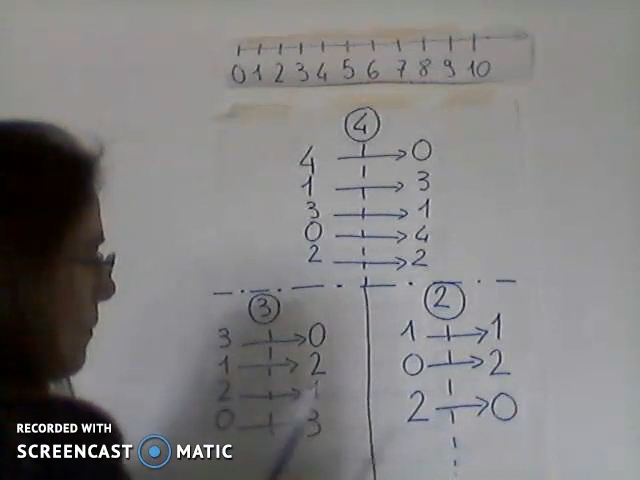 0 1 2 3 4 5 6 7 8 9 10
4
4 → 0
1 → 3
3 → 1
0 → 4
2 → 2
3
3 → 0
1 → 2
2 → 1
0 → 3
2
1 → 1
0 → 2
2 → 0
RECORDED WITH
SCREENCAST MATIC